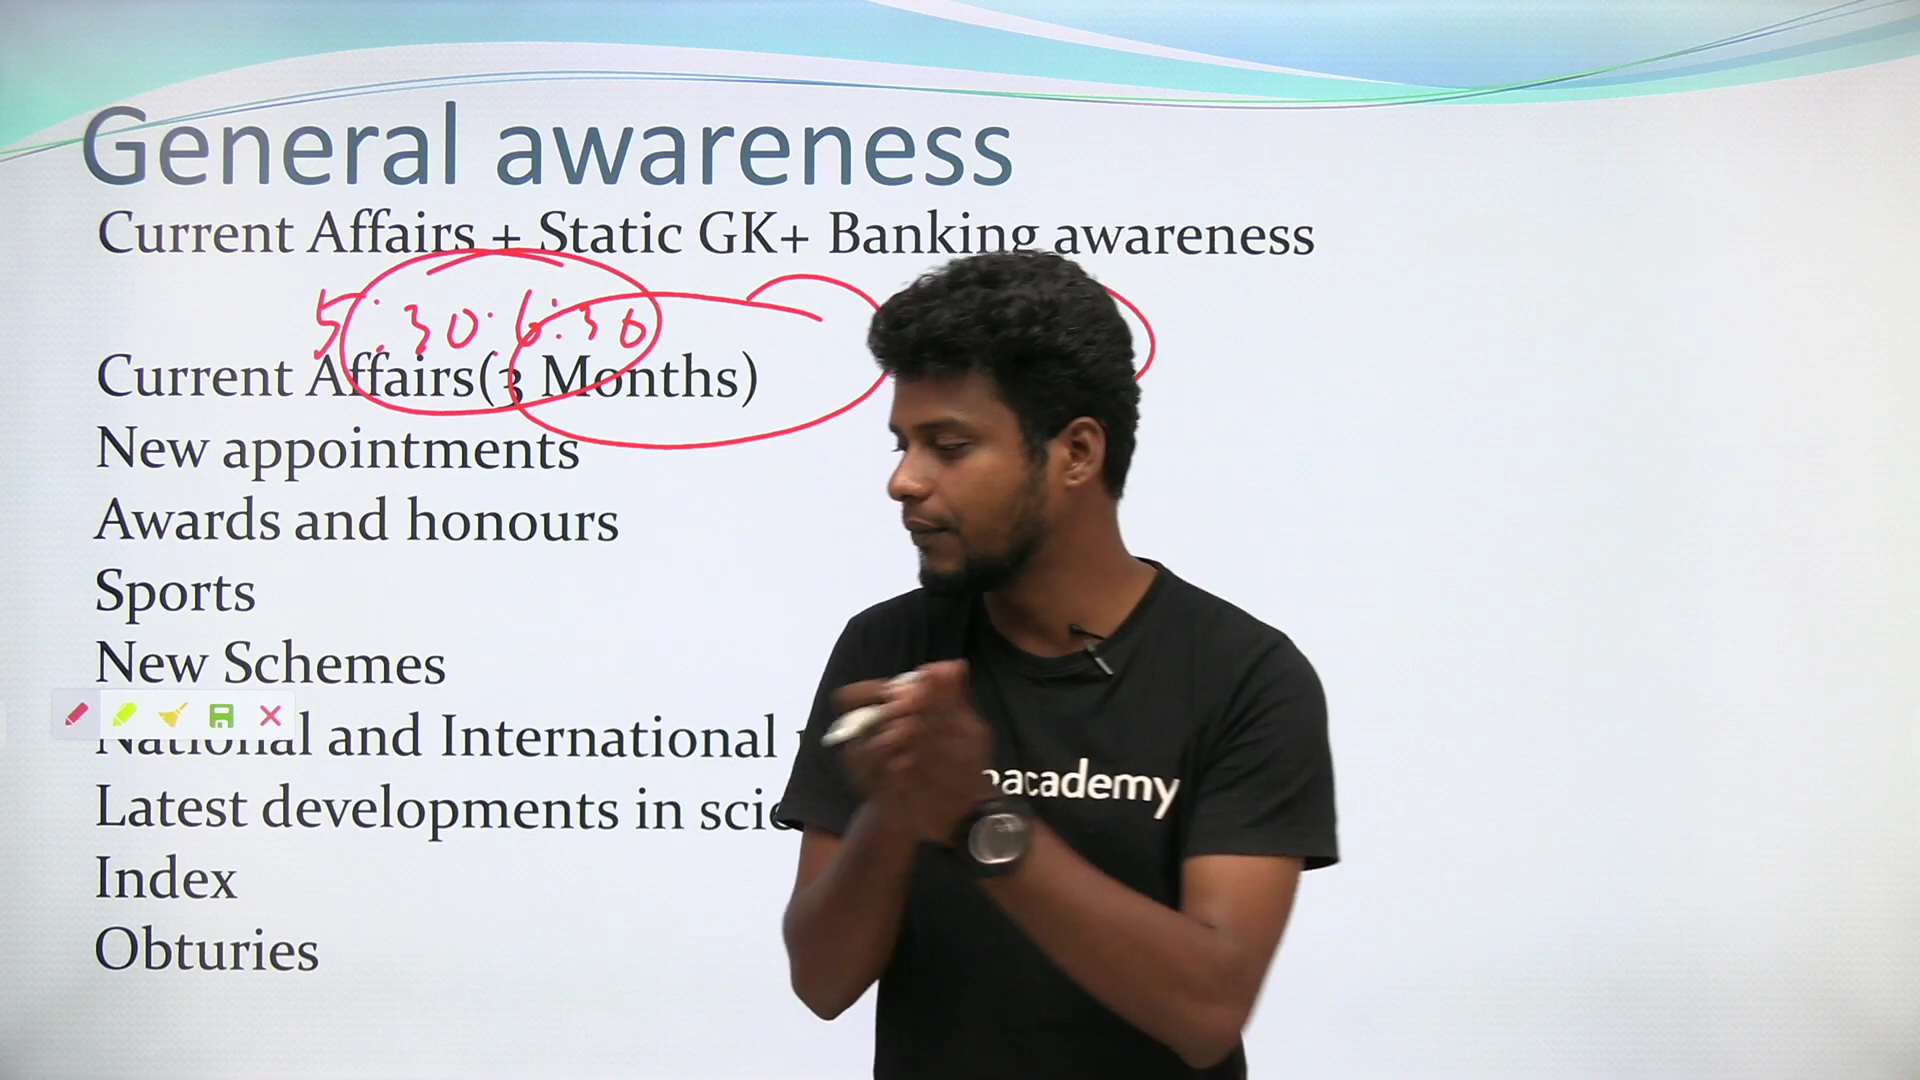 General awareness
Current Affairs + Static GK+ Banking awareness
5:30. 6:30
Current Affairs(3 Months)
New appointments
Awards and honours
Sports
New Schemes
National and International
Latest developments in
Index
Obturies
academy